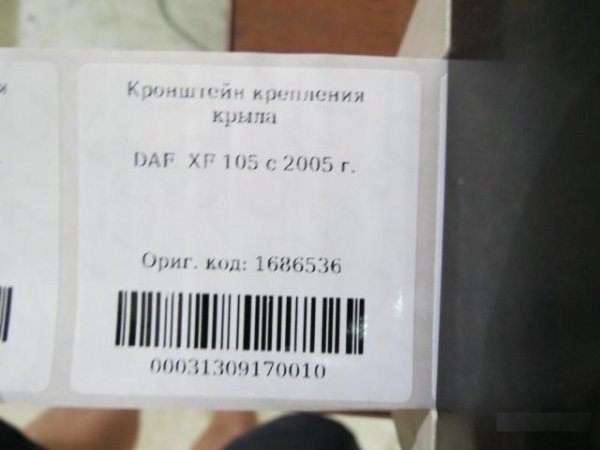 и
Кронштейн крепления
крыла
DAF XF 105 с 2005 г.
Ориг. код: 1686536
00031309170010